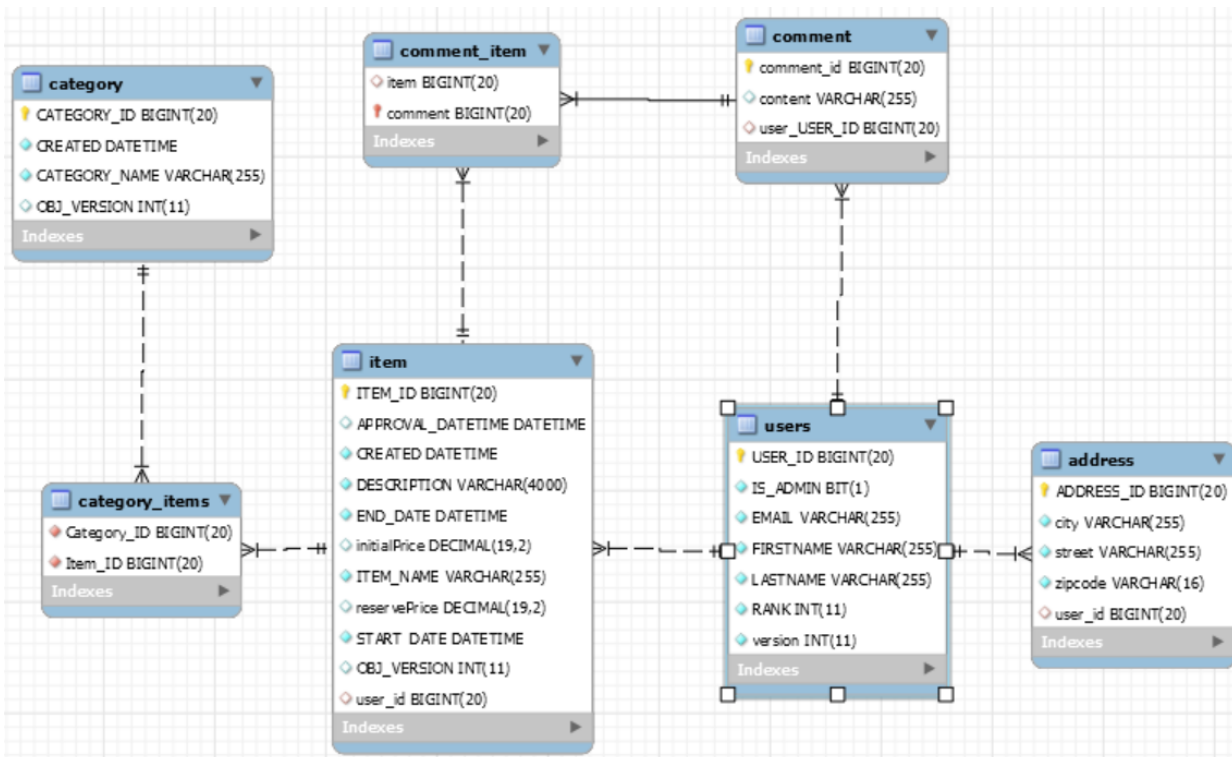 category
CATEGORY_ID BIGINT(20)
CREATED DATETIME
CATEGORY_NAME VARCHAR(255)
OBJ_VERSION INT(11)
Indexes
comment_item
item BIGINT(20)
comment BIGINT(20)
Indexes
comment
comment_id BIGINT(20)
content VARCHAR(255)
user_USER_ID BIGINT(20)
Indexes
category_items
Category_ID BIGINT(20)
Item_ID BIGINT(20)
Indexes
item
ITEM_ID BIGINT(20)
APPROVAL_DATETIME DATETIME
CREATED DATETIME
DESCRIPTION VARCHAR(4000)
END_DATE DATETIME
initialPrice DECIMAL(19,2)
ITEM_NAME VARCHAR(255)
reservePrice DECIMAL(19,2)
START_DATE DATETIME
OBJ_VERSION INT(11)
user_id BIGINT(20)
Indexes
users
USER_ID BIGINT(20)
IS_ADMIN BIT(1)
EMAIL VARCHAR(255)
FIRSTNAME VARCHAR(255)
LASTNAME VARCHAR(255)
RANK INT(11)
version INT(11)
Indexes
address
ADDRESS_ID BIGINT(20)
city VARCHAR(255)
street VARCHAR(255)
zipcode VARCHAR(16)
user_id BIGINT(20)
Indexes